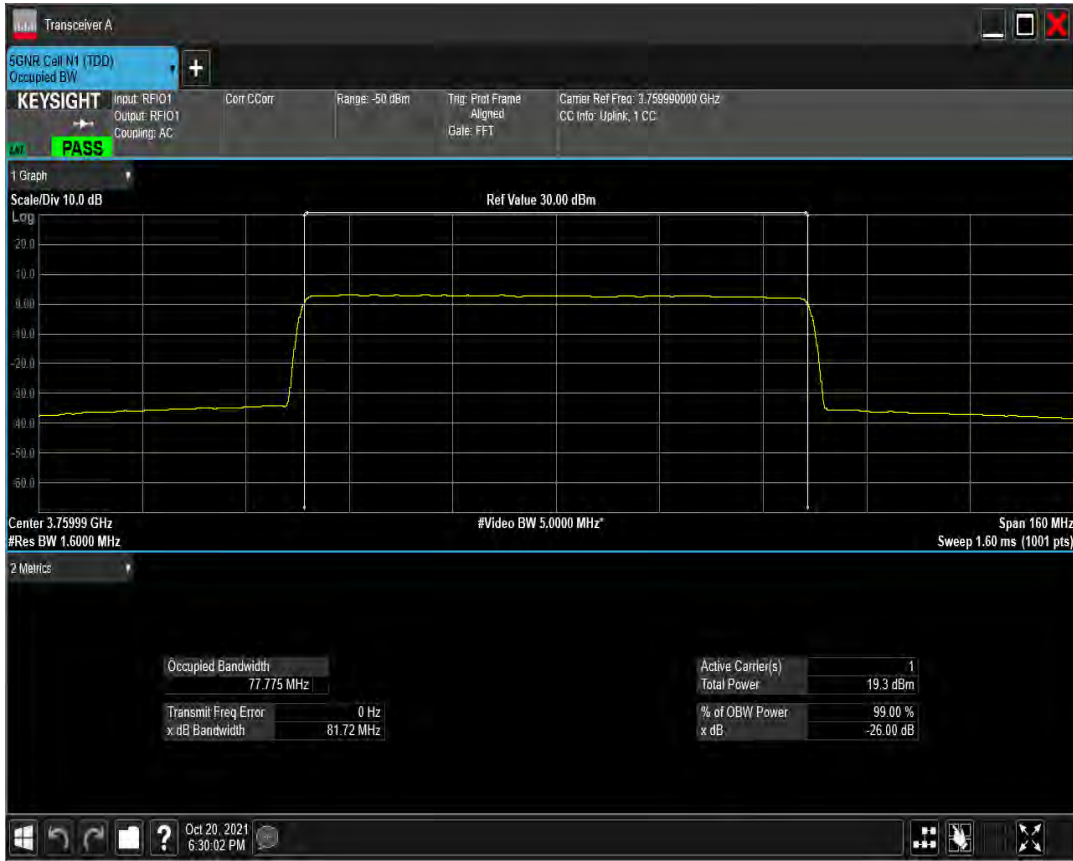 Transceiver A
5GNR Cell N1 (TDD)
Occupied BW
+
KEYSIGHT
PASS
Input: RFIO1
Output: RFIO1
Coupling: AC
Corr CCorr
Range: -50 dBm
Trig: Prot Frame
Aligned
Gate: FFT
Carrier Ref Freq: 3.759990000 GHz
CC Info: Uplink, 1 CC
1 Graph
Scale/Div 10.0 dB
Ref Value 30.00 dBm
Log
20.0
10.0
0.00
-10.0
-20.0
-30.0
-40.0
-50.0
-60.0
Center 3.75999 GHz
#Video BW 5.0000 MHz*
Span 160 MHz
#Res BW 1.6000 MHz
Sweep 1.60 ms (1001 pts)
2 Metrics
Occupied Bandwidth
77.775 MHz
Transmit Freq Error 0 Hz
x dB Bandwidth 81.72 MHz
Active Carrier(s) 1
Total Power 19.3 dBm
% of OBW Power 99.00 %
x dB -26.00 dB
?
Oct 20, 2021
6:30:02 PM